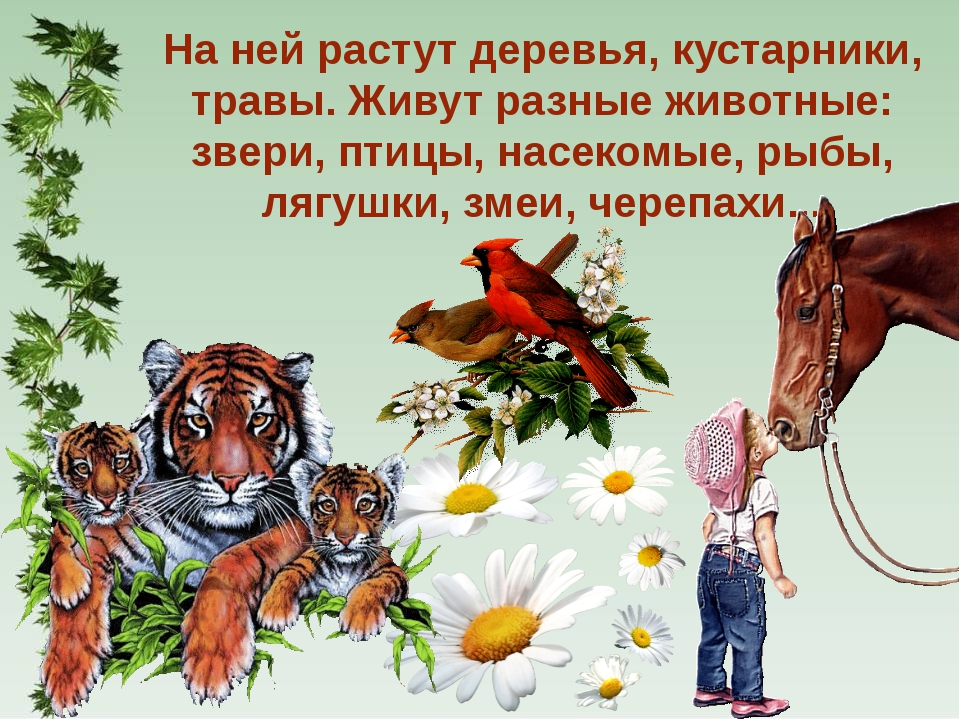 На ней растут деревья, кустарники,
травы. Живут разные животные:
звери, птицы, насекомые, рыбы,
лягушки, змеи, черепахи...